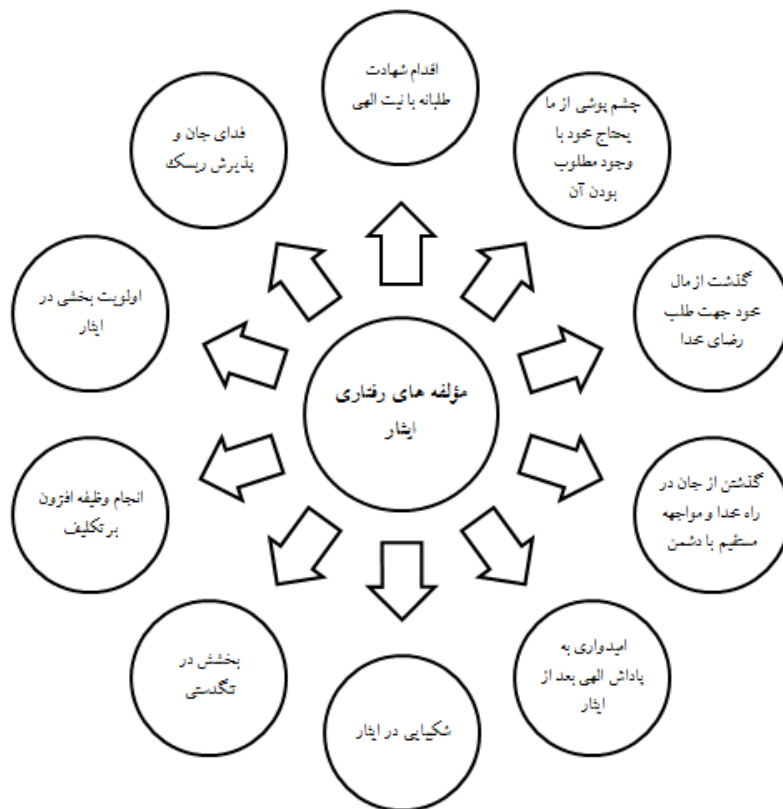 اقدام شهادت
طلبانه با نیت الهی
چشم پوشی از ما
یحتاج خود با
وجود مطلوب
بودن آن
گذشت از مال
خود جهت طلب
رضای خدا
گذشتن از جان در
راه خدا و مواجهه
مستقیم با دشمن
امیدواری به
پاداش الهی بعد از
ایثار
شکیبایی در ایثار
بخشش در
تنگدستی
انجام وظیفه افزون
بر تکلیف
اولویت بخشی در
ایثار
فدای جان و
پذیرش ریسک
مؤلفه های رفتاری
ایثار